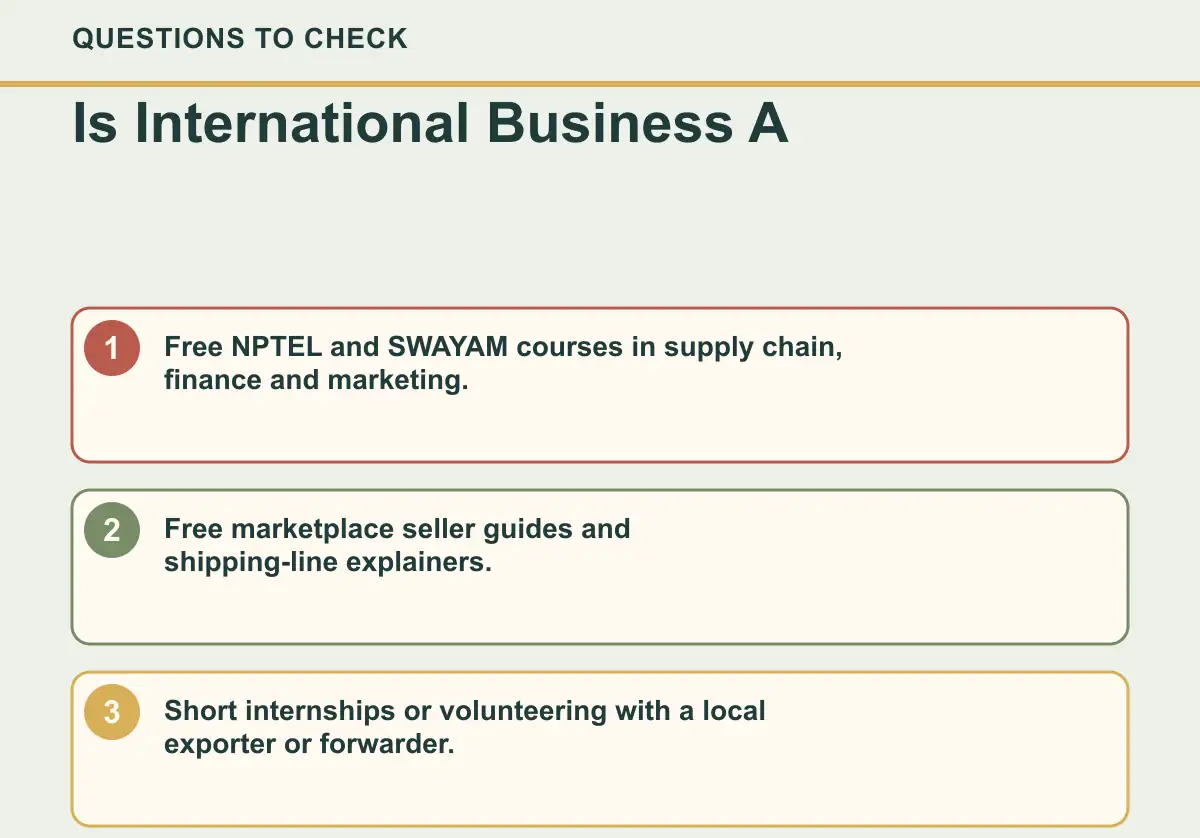 QUESTIONS TO CHECK
Is International Business A
1
Free NPTEL and SWAYAM courses in supply chain,
finance and marketing.
2
Free marketplace seller guides and
shipping-line explainers.
3
Short internships or volunteering with a local
exporter or forwarder.